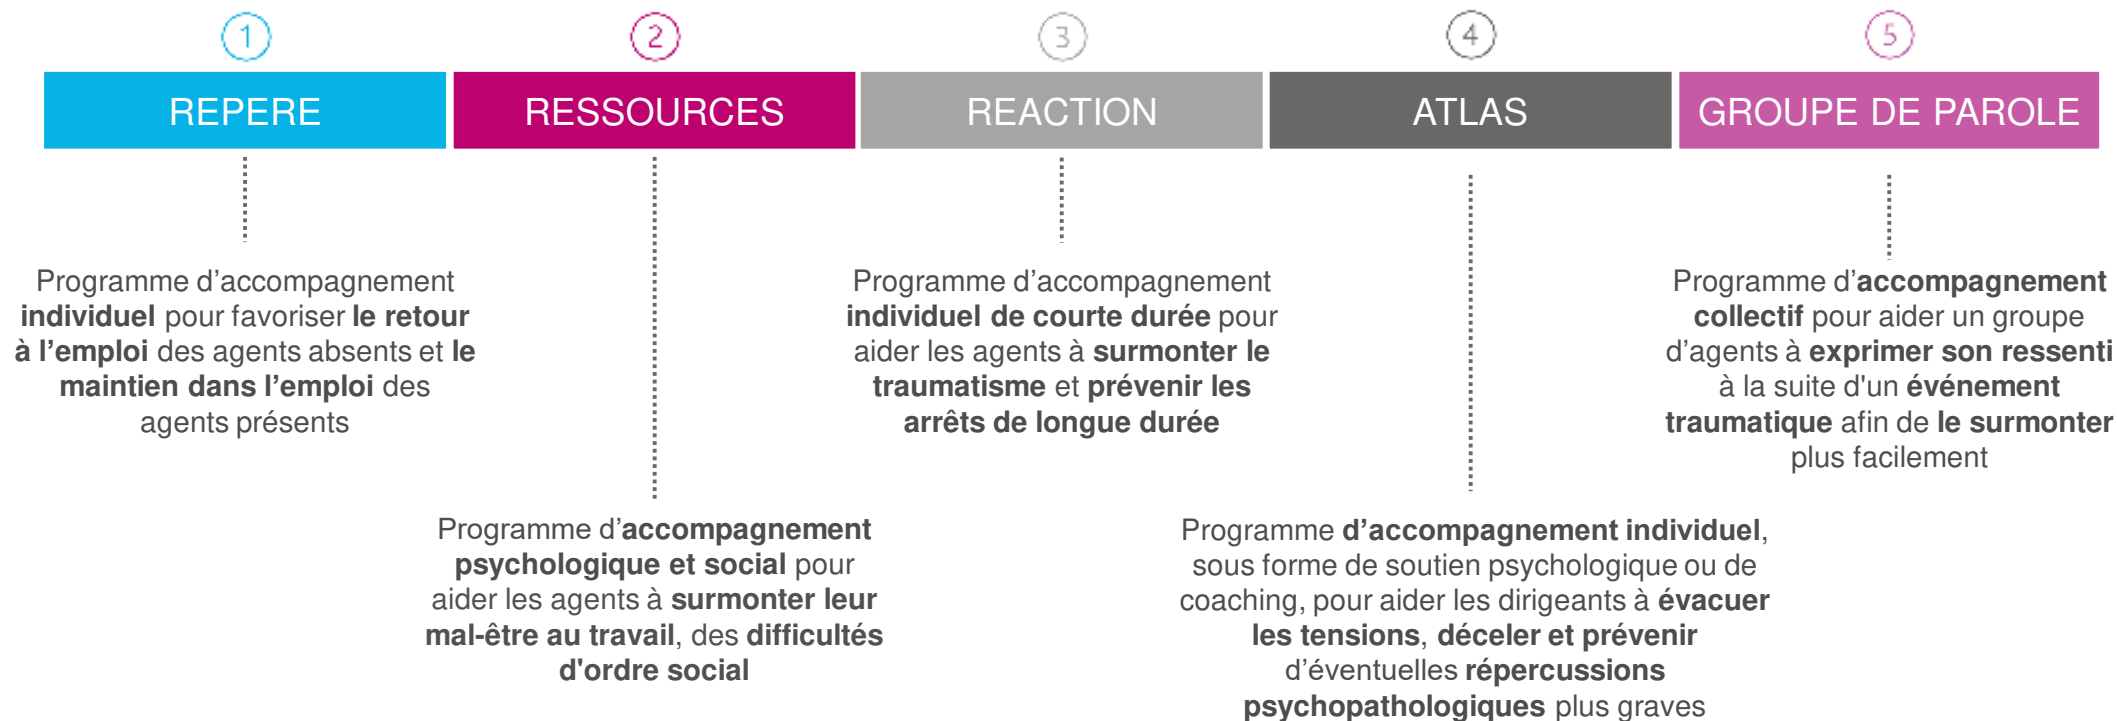 1
REPERE
Programme d’accompagnement
individuel pour favoriser le retour
à l’emploi des agents absents et le
maintien dans l’emploi des
agents présents
2
RESSOURCES
Programme d’accompagnement
psychologique et social pour
aider les agents à surmonter leur
mal-être au travail, des difficultés
d'ordre social
3
REACTION
Programme d’accompagnement
individuel de courte durée pour
aider les agents à surmonter le
traumatisme et prévenir les
arrêts de longue durée
4
ATLAS
Programme d’accompagnement individuel,
sous forme de soutien psychologique ou de
coaching, pour aider les dirigeants à évacuer
les tensions, déceler et prévenir
d’éventuelles répercussions
psychopathologiques plus graves
5
GROUPE DE PAROLE
Programme d’accompagnement
collectif pour aider un groupe
d’agents à exprimer son ressenti
à la suite d'un événement
traumatique afin de le surmonter
plus facilement